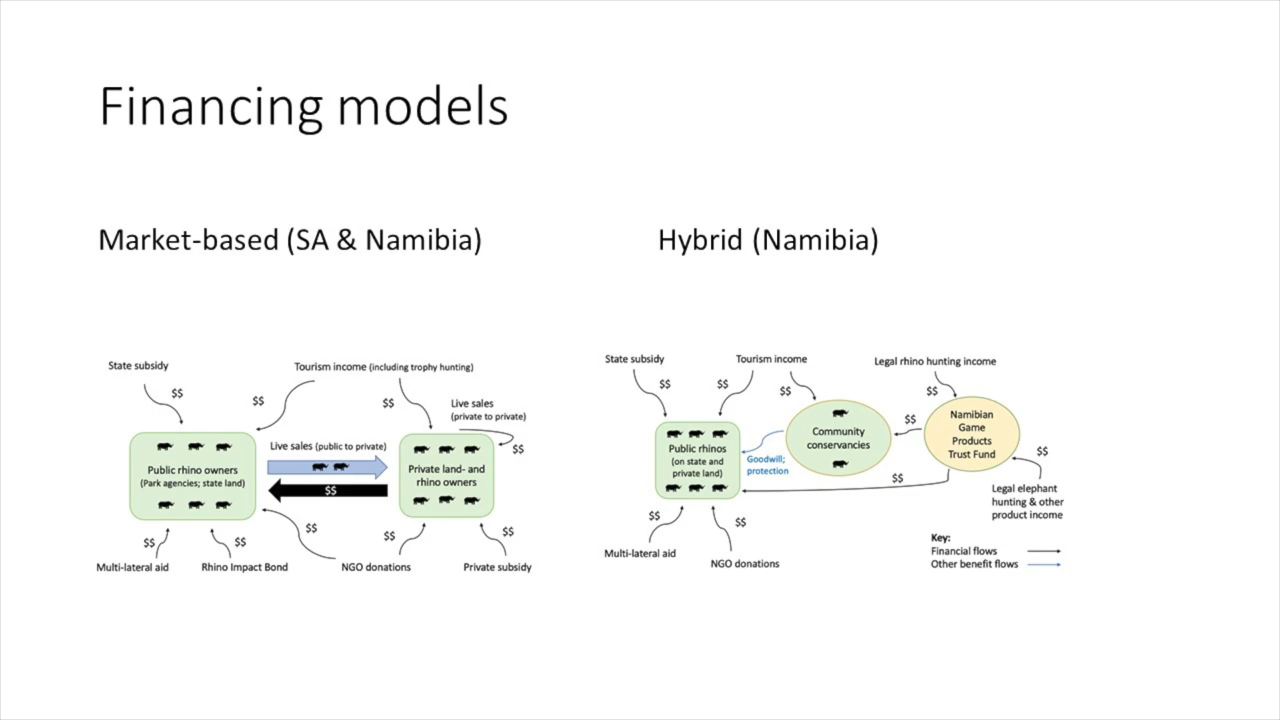 Financing models
Market-based (SA & Namibia)
State subsidy
Tourism income (including trophy hunting)
$$
$$
$$
Live sales
(private to private)
$$
Live sales (public to private)
$$
Public rhino owners
(Park agencies; state land)
Private land- and
rhino owners
$$
$$
$$
$$
$$
Multi-lateral aid
Rhino Impact Bond
NGO donations
Private subsidy
Hybrid (Namibia)
State subsidy
Tourism income
Legal rhino hunting income
$$
$$
$$
$$
Public rhinos
(on state and
private land)
Goodwill;
protection
Community
conservancies
$$
Namibian
Game
Products
Trust Fund
$$
$$
Legal elephant
hunting & other
product income
$$
$$
Multi-lateral aid
NGO donations
Key:
Financial flows
Other benefit flows